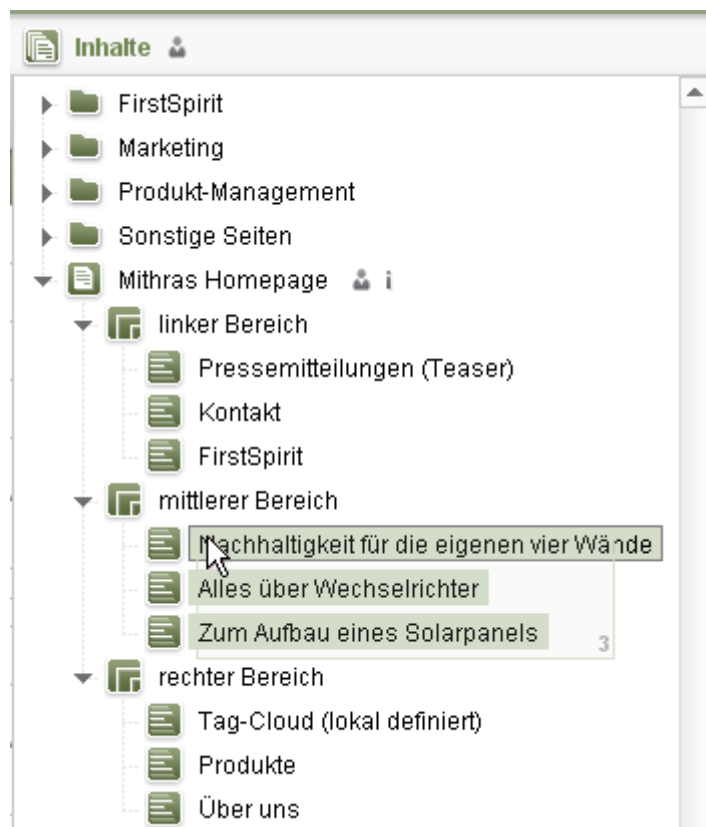 Inhalte
FirstSpirit
Marketing
Produkt-Management
Sonstige Seiten
Mithras Homepage i
linker Bereich
Pressemitteilungen (Teaser)
Kontakt
FirstSpirit
mittlerer Bereich
Nachhaltigkeit für die eigenen vier Wände
Alles über Wechselrichter
Zum Aufbau eines Solarpanels
3
rechter Bereich
Tag-Cloud (lokal definiert)
Produkte
Über uns